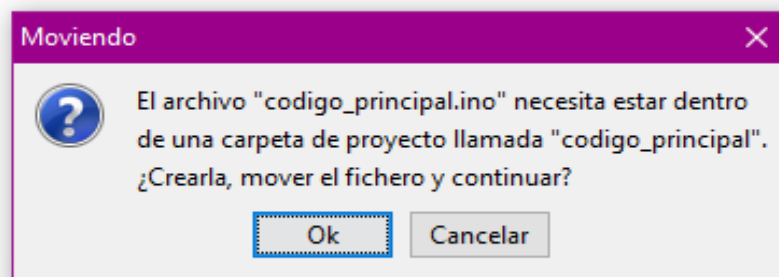 Moviendo
El archivo "codigo_principal.ino" necesita estar dentro
de una carpeta de proyecto llamada "codigo_principal".
¿Crearla, mover el fichero y continuar?
Ok Cancelar